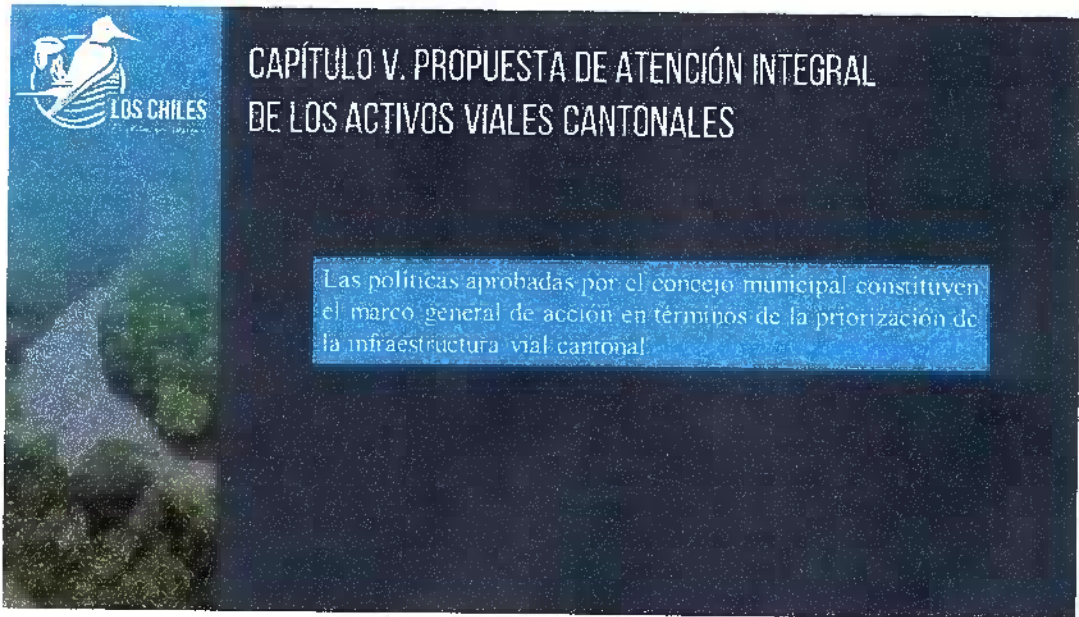 LOS CHILES
CAPÍTULO V. PROPUESTA DE ATENCIÓN INTEGRAL
DE LOS ACTIVOS VIALES CANTONALES
Las políticas aprobadas por el concejo municipal constituyen
el marco general de acción en términos de la priorización de
la infraestructura vial cantonal